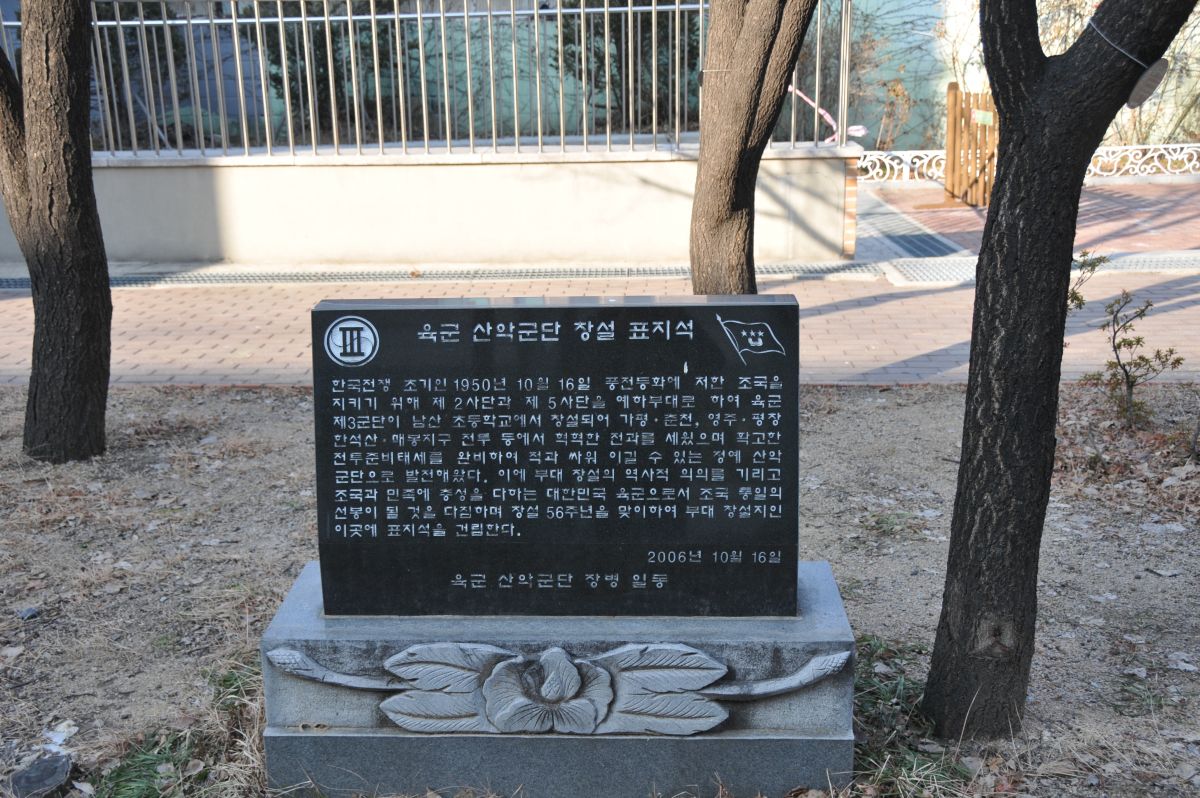 육군 산악군단 창설 표지석
한국전쟁 초기인 1950년 10월 16일 풍전등화에 처한 조국을
지키기 위해 제 2사단과 제 5사단을 예하부대로 하여 육군
제3군단이 남산 초등학교에서 창설되어 가평·춘천, 영주·평창
한석산·매봉지구 전투 등에서 혁혁한 전과를 세웠으며 확고한
전투준비태세를 완비하여 적과 싸워 이길 수 있는 정예 산악
군단으로 발전해왔다. 이에 부대 창설의 역사적 의의를 기리고
조국과 민족에 충성을 다하는 대한민국 육군으로서 조국 통일의
선봉이 될 것을 다짐하며 창설 56주년을 맞이하여 부대 창설지인
이곳에 표지석을 건립한다.
2006년 10월 16일
육군 산악군단 장병 일동